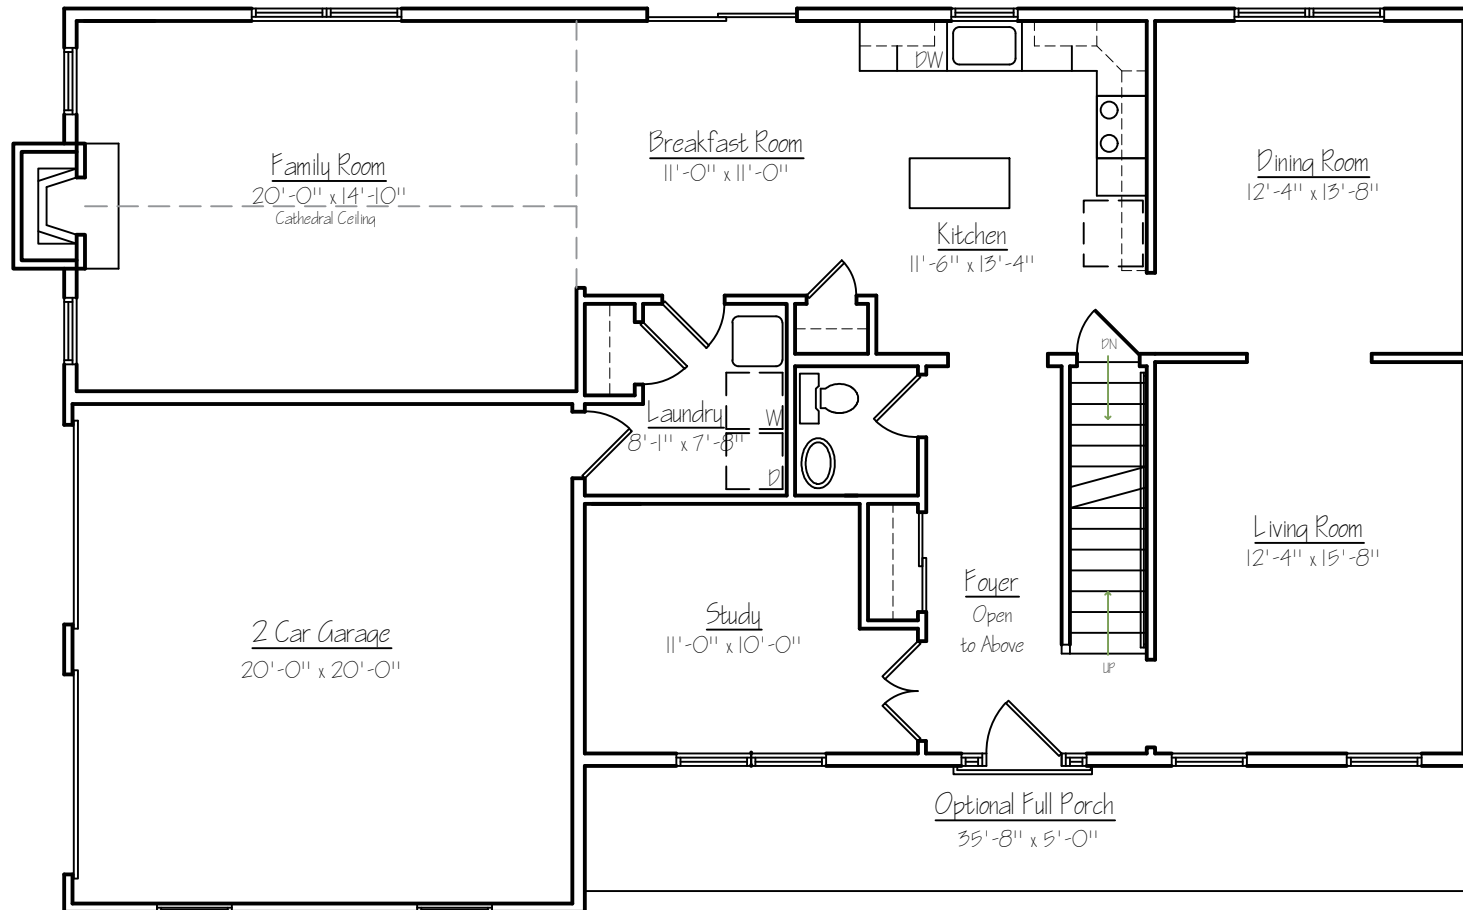 DW
Breakfast Room
11'-0" x 11'-0"
Family Room
20'-0" x 14'-10"
Cathedral Ceiling
Dining Room
12'-4" x 13'-8"
Kitchen
11'-6" x 13'-4"
DN
Laundry
8'-1" x 7'-8"
W
D
Living Room
12'-4" x 15'-8"
Foyer
Open
to Above
Study
11'-0" x 10'-0"
2 Car Garage
20'-0" x 20'-0"
UP
Optional Full Porch
35'-8" x 5'-0"